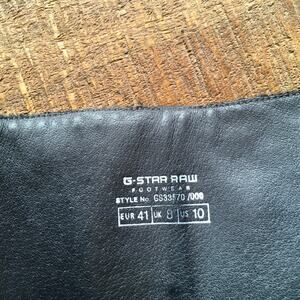 G-STAR RAW
FOOTWEAR
STYLE No. GS33570/000
EUR 41 UK 8 US 10